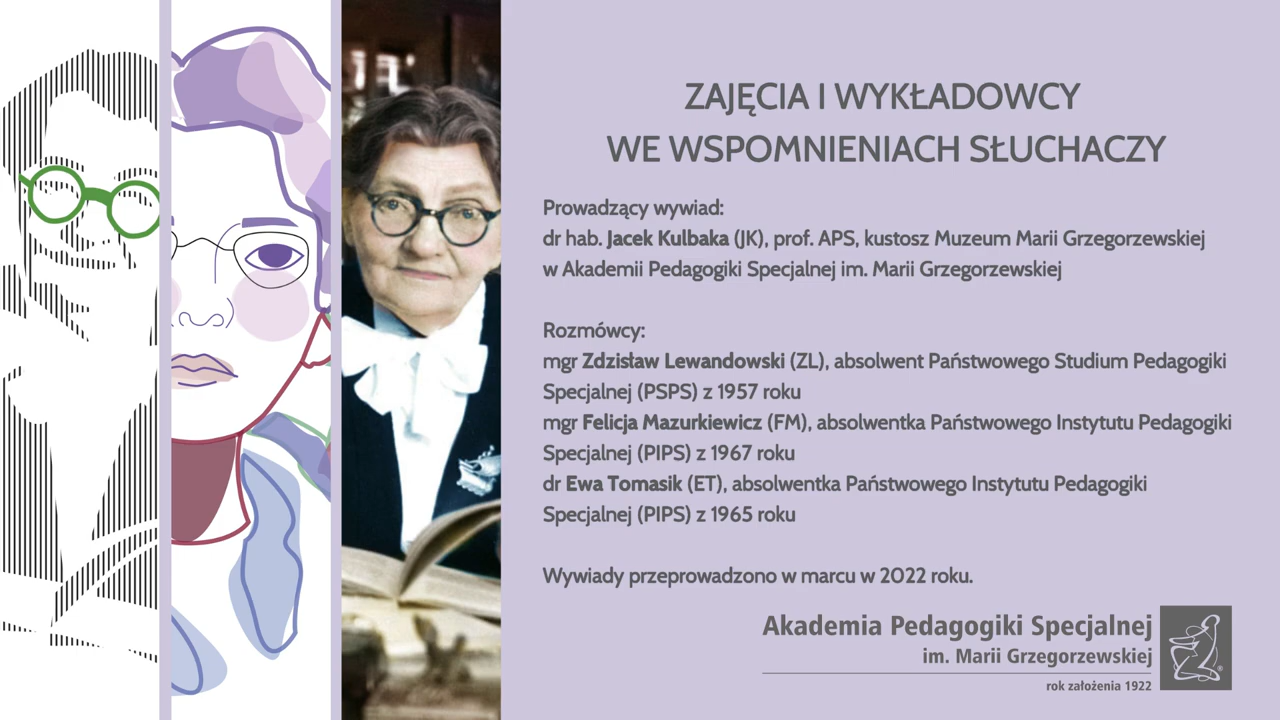 ZAJĘCIA I WYKŁADOWCY
WE WSPOMNIENIACH SŁUCHACZY
Prowadzący wywiad:
dr hab. Jacek Kulbaka (JK), prof. APS, kustosz Muzeum Marii Grzegorzewskiej
w Akademii Pedagogiki Specjalnej im. Marii Grzegorzewskiej
Rozmówcy:
mgr Zdzisław Lewandowski (ZL), absolwent Państwowego Studium Pedagogiki
Specjalnej (PSPS) z 1957 roku
mgr Felicja Mazurkiewicz (FM), absolwentka Państwowego Instytutu Pedagogiki
Specjalnej (PIPS) z 1967 roku
dr Ewa Tomasik (ET), absolwentka Państwowego Instytutu Pedagogiki
Specjalnej (PIPS) z 1965 roku
Wywiady przeprowadzono w marcu w 2022 roku.
Akademia Pedagogiki Specjalnej
im. Marii Grzegorzewskiej
rok założenia 1922